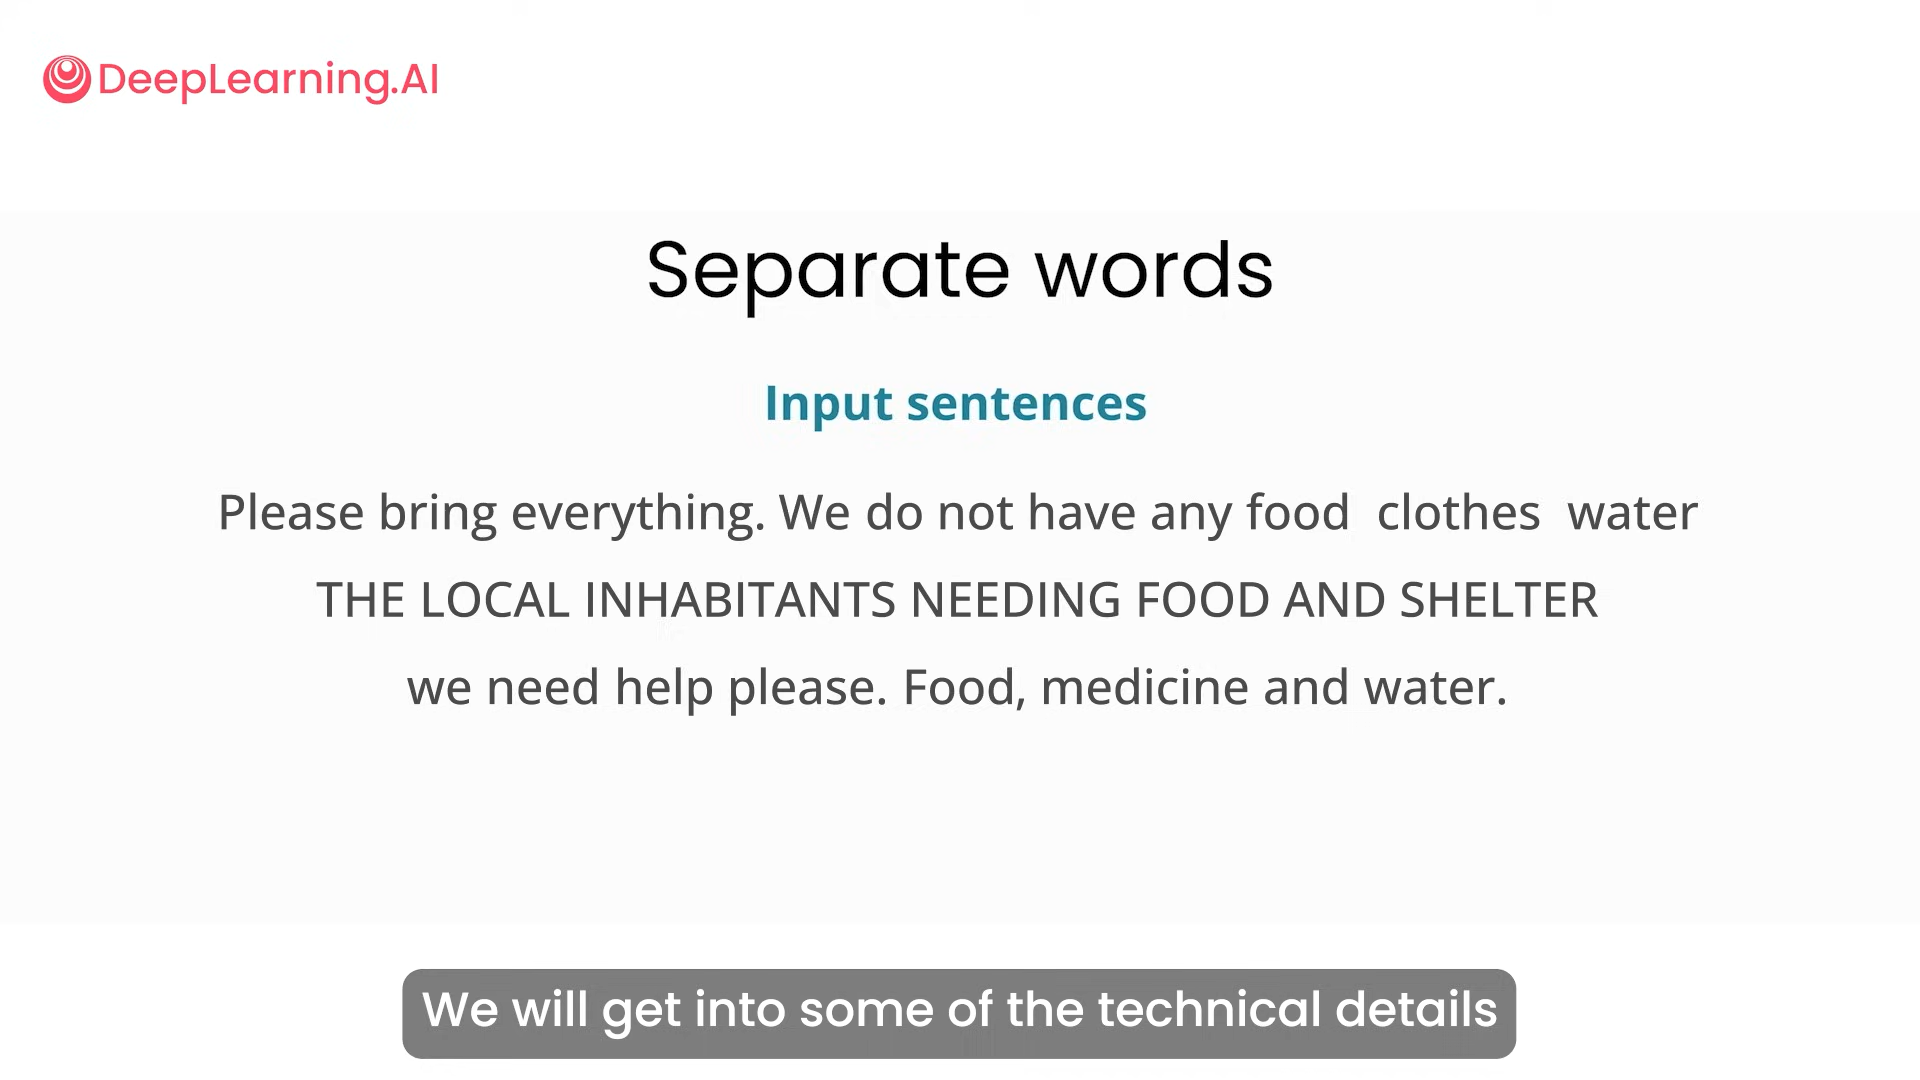 DeepLearning.AI
Separate words
Input sentences
Please bring everything. We do not have any food  clothes  water
THE LOCAL INHABITANTS NEEDING FOOD AND SHELTER
we need help please. Food, medicine and water.
We will get into some of the technical details